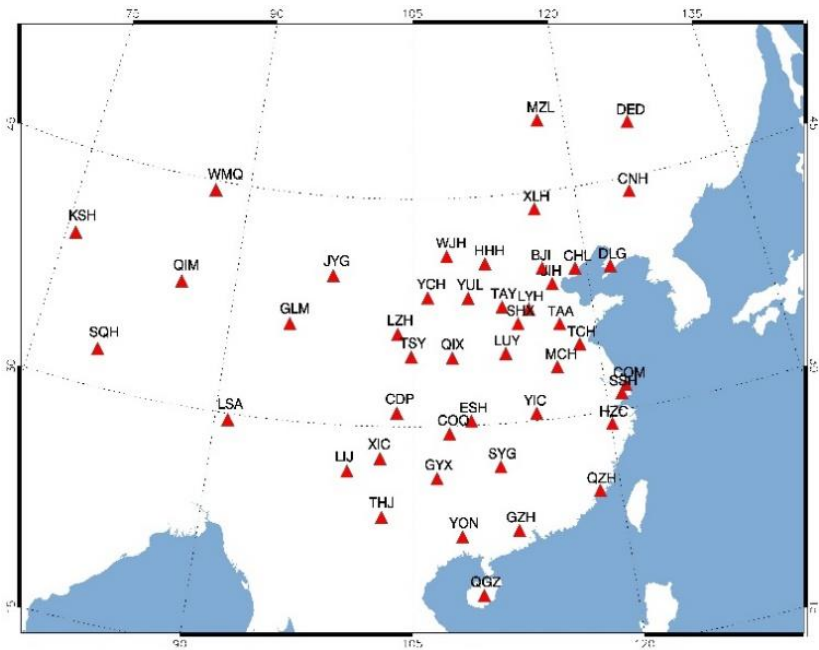 75 90 105 120 135
MZL DED
45 45
WMQ CNH
XLH
KSH
WJH HHH BJI CHL DLG
QIM JYG JIH
YCH YUL TAY LYH
GLM SHX TAA
SQH LZH TCH
TSY QIX LUY
MCH
30 COM
SSH
LSA CDP ESH YIC
HZC
COQ
XIC SYG
LIJ GYX QZH
THJ GZH
YON
QGZ
15
90 105 120